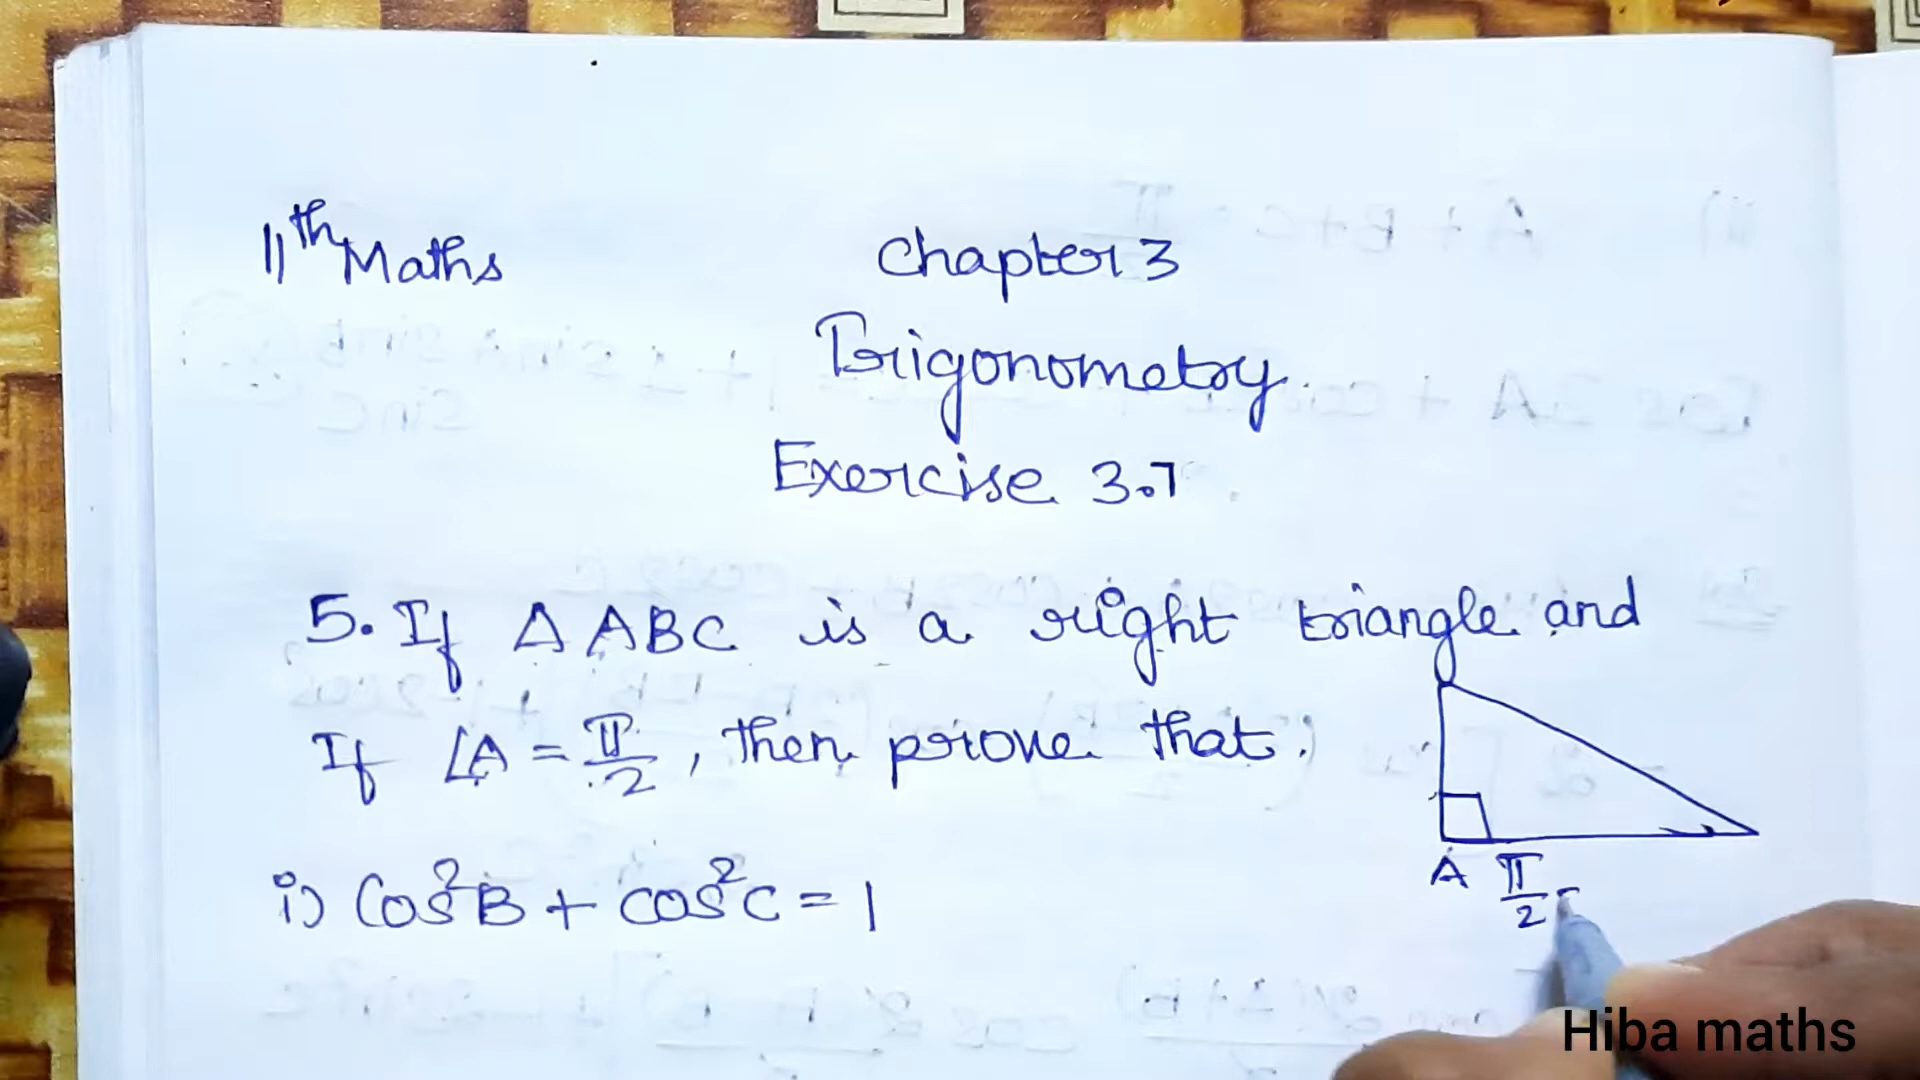 11th Maths
Chapter 3
Trigonometry
Exercise 3.7
5. If Δ ABC is a right triangle and
If ∠A = π/2, then prove that.
i) Cos²B + cos²C = 1
A π/2 =
Hiba maths